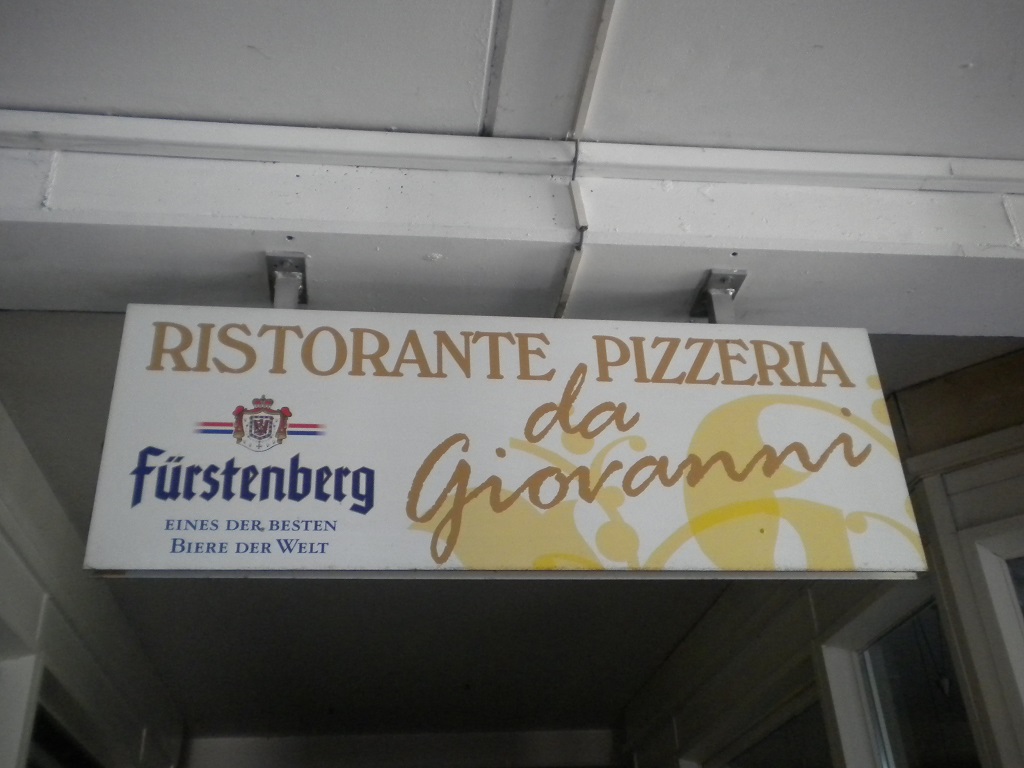 RISTORANTE PIZZERIA
da
Giovanni
Fürstenberg
EINES DER BESTEN
BIERE DER WELT